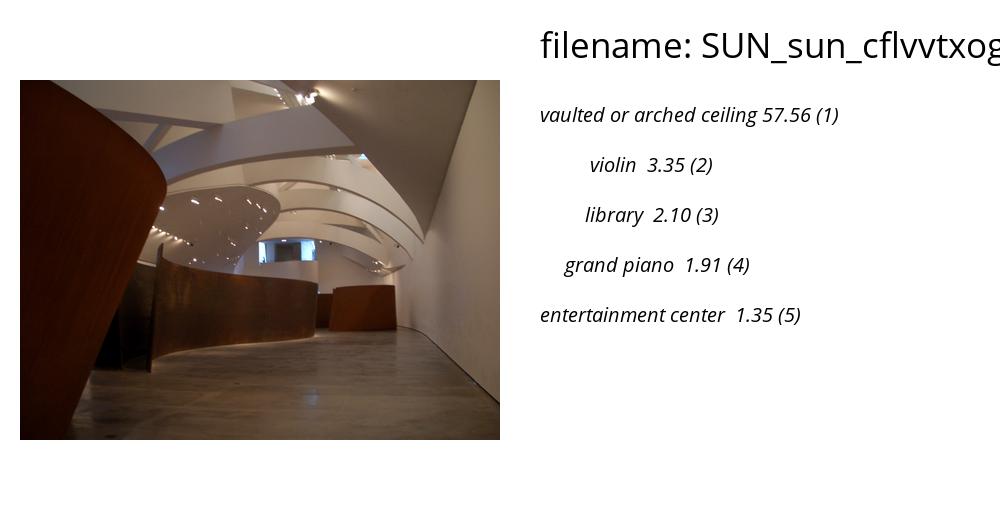 filename: SUN_sun_cflvvtxog
vaulted or arched ceiling 57.56 (1)
violin 3.35 (2)
library 2.10 (3)
grand piano 1.91 (4)
entertainment center 1.35 (5)